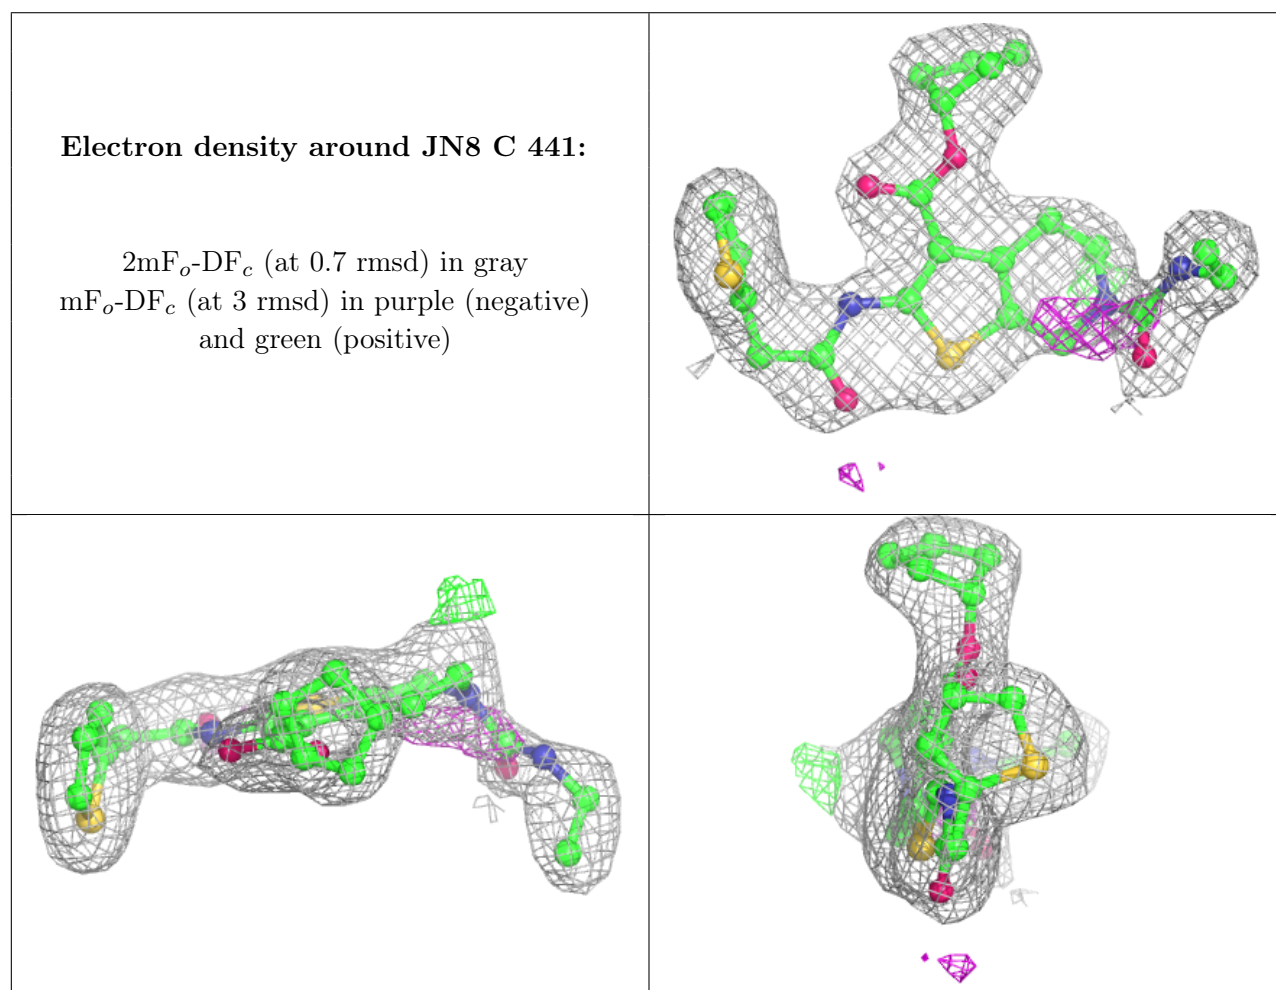 Electron density around JN8 C 441:
2mFo-DFc (at 0.7 rmsd) in gray
mFo-DFc (at 3 rmsd) in purple (negative)
and green (positive)